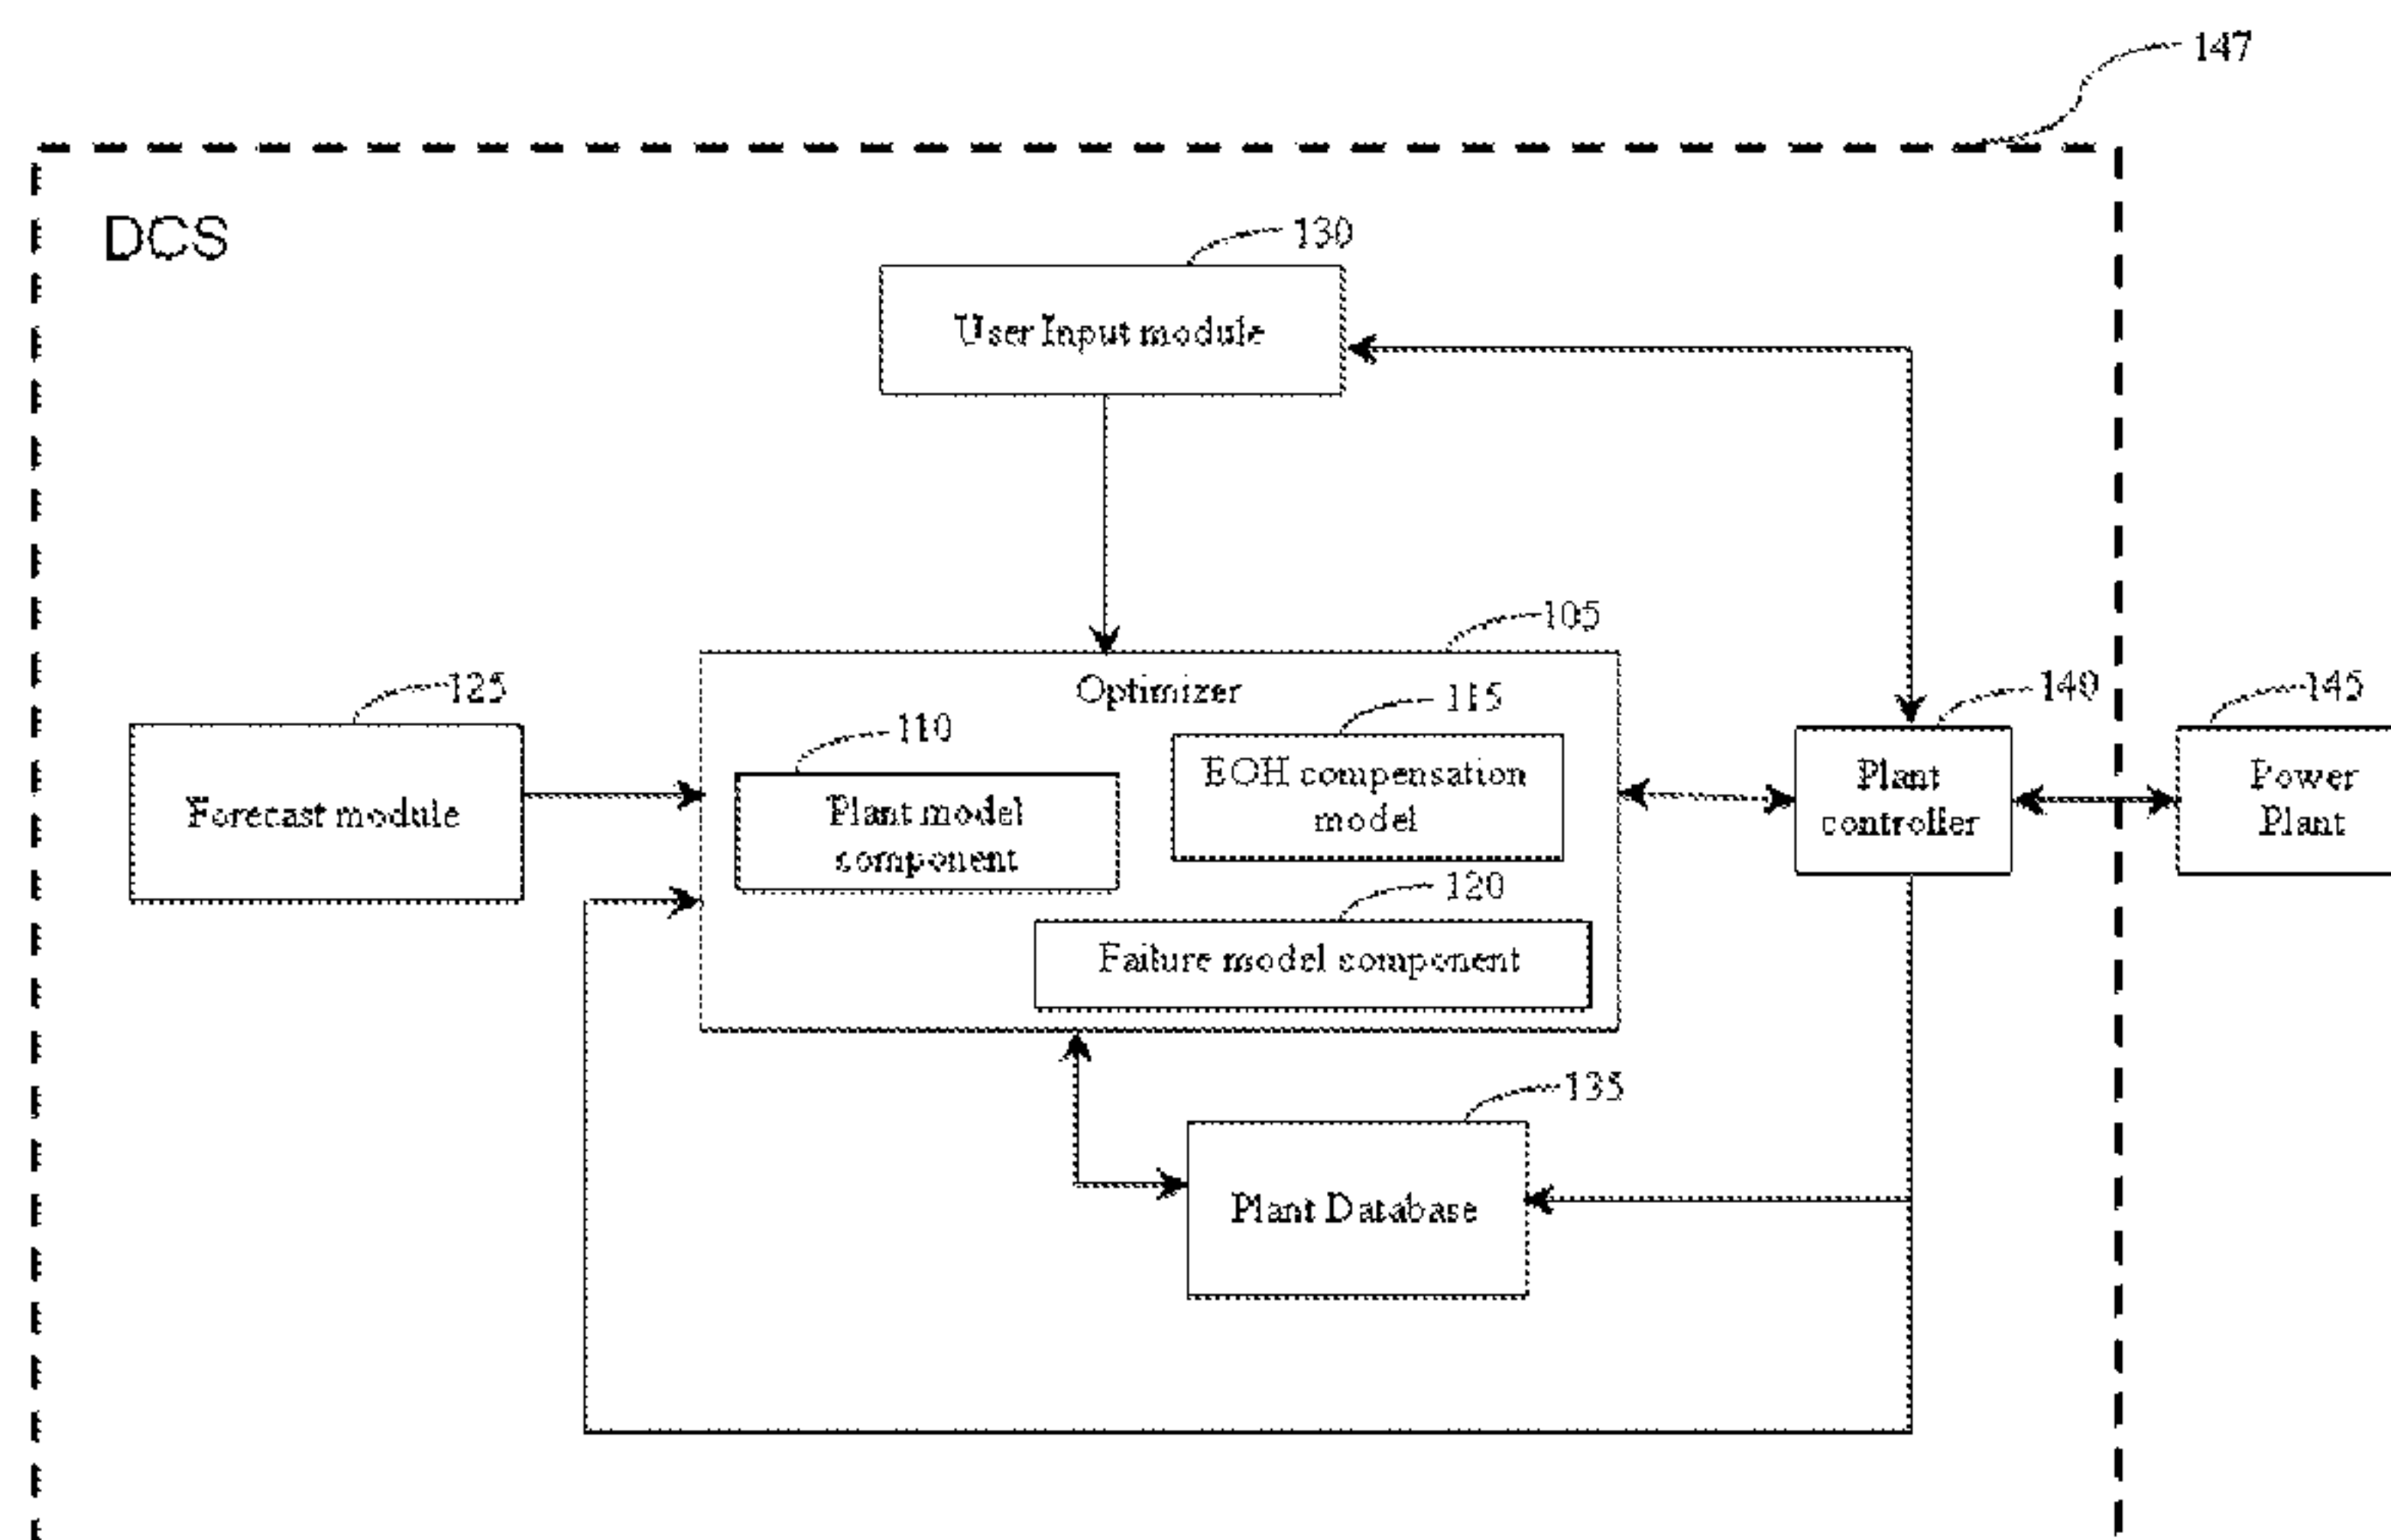 147
DCS
130
User Input module
105
Optimizer
125
Forecast module
110
Plant model
component
115
EOH compensation
model
120
Failure model component
140
Plant
controller
145
Power
Plant
135
Plant Database